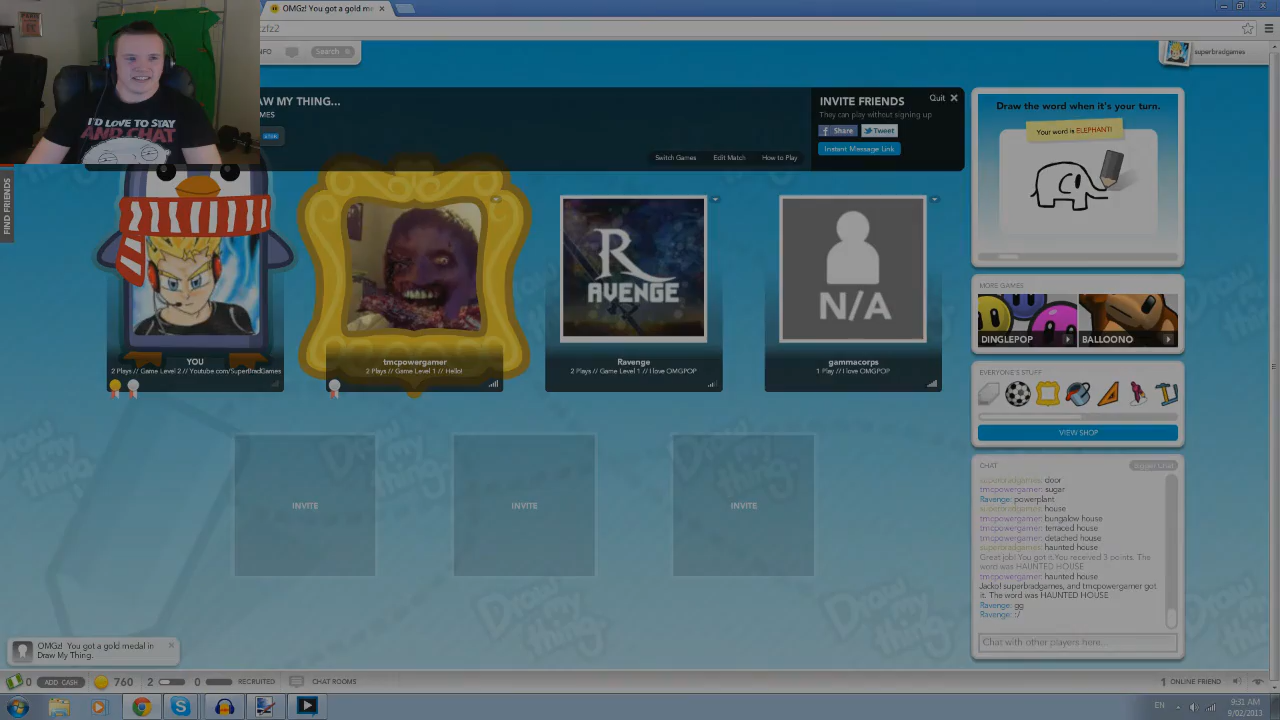 OMGz! You got a gold me
zfz2
NFO
Search
superbradgames
I'D LOVE TO STAY
AND CHAT
FIND FRIENDS
AW MY THING...
MES
Switch Games
Edit Match
How to Play
INVITE FRIENDS
Quit
They can play without signing up
Share
Tweet
Instant Message Link
Draw the word when it's your turn.
Your word is ELEPHANT!
R
AVENGE
N/A
YOU
2 Plays // Game Level 2 // Youtube.com/SuperBradGames
tmcpowergamer
2 Plays // Game Level 1 // Hello!
Ravenge
2 Plays // Game Level 1 // I love OMGPOP
gammacorps
1 Play // I love OMGPOP
MORE GAMES
DINGLEPOP
BALLOONO
EVERYONE'S STUFF
VIEW SHOP
INVITE
INVITE
INVITE
CHAT
superbradgames: door
tmcpowergamer: sugar
Ravenge: powerplant
superbradgames: house
tmcpowergamer: bungalow house
tmcpowergamer: terraced house
tmcpowergamer: detached house
superbradgames: haunted house
Great job! You got it.You received 3 points. The
word was HAUNTED HOUSE
tmcpowergamer: haunted house
Jacko! superbradgames, and tmcpowergamer got
it. The word was HAUNTED HOUSE
Ravenge: gg
Ravenge: :/
Chat with other players here...
OMGz! You got a gold medal in
Draw My Thing.
0
ADD CASH
760
2
0
RECRUITED
CHAT ROOMS
1 ONLINE FRIEND
EN
9:31 AM
9/02/2013